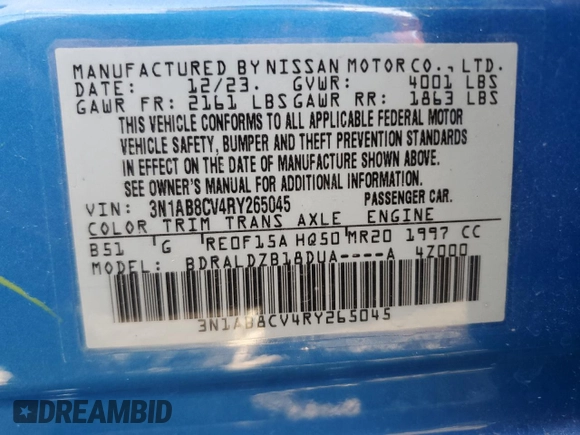 MANUFACTURED BY NISSAN MOTOR CO., LTD.
DATE: 12/23. GVWR: 4001 LBS
GAWR FR: 2161 LBS GAWR RR: 1863 LBS
THIS VEHICLE CONFORMS TO ALL APPLICABLE FEDERAL MOTOR
VEHICLE SAFETY, BUMPER AND THEFT PREVENTION STANDARDS
IN EFFECT ON THE DATE OF MANUFACTURE SHOWN ABOVE.
SEE OWNER'S MANUAL FOR ADDITIONAL INFORMATION.
VIN: 3N1AB8CV4RY265045 PASSENGER CAR.
COLOR TRIM TRANS AXLE ENGINE
B51 G RE0F15A HQ50 MR20 1997 CC
MODEL: BDRALDZB18DUA----A 4Z000
3N1AB8CV4RY265045
DREAMBID